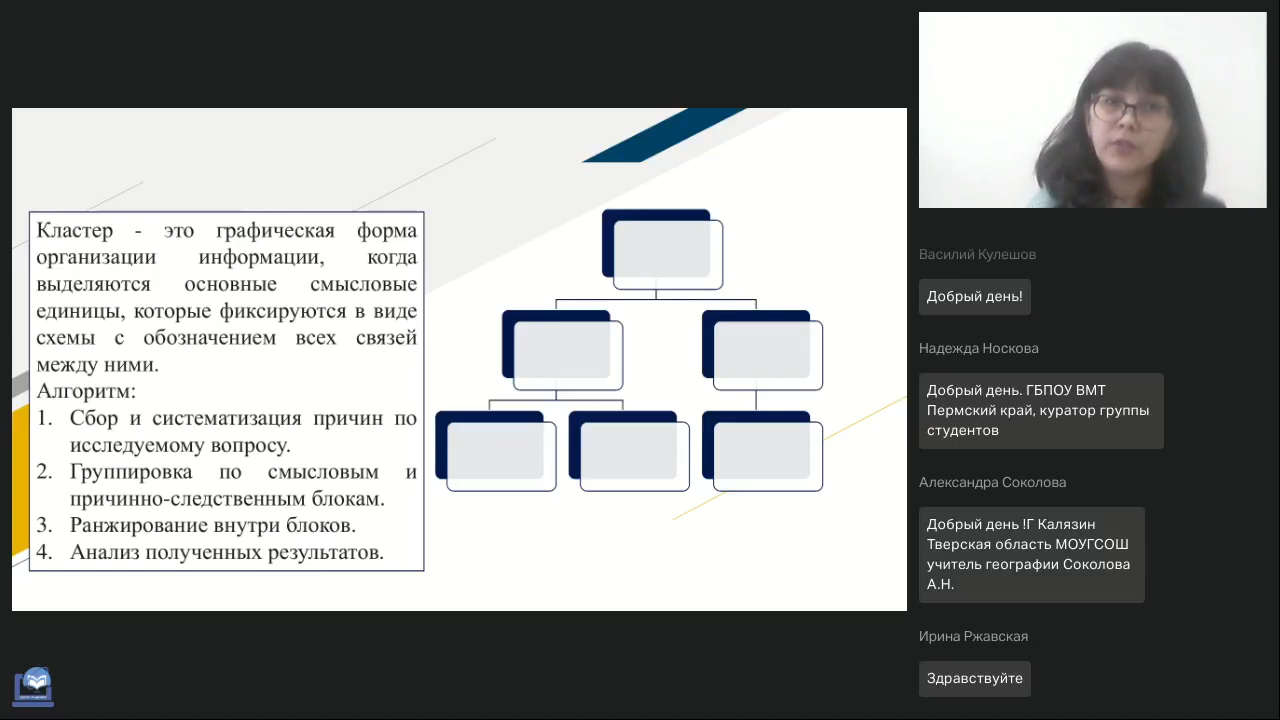 Кластер - это графическая форма
организации информации, когда
выделяются основные смысловые
единицы, которые фиксируются в виде
схемы с обозначением всех связей
между ними.
Алгоритм:
1. Сбор и систематизация причин по
исследуемому вопросу.
2. Группировка по смысловым и
причинно-следственным блокам.
3. Ранжирование внутри блоков.
4. Анализ полученных результатов.
Василий Кулешов
Добрый день!
Надежда Носкова
Добрый день. ГБПОУ ВМТ
Пермский край, куратор группы
студентов
Александра Соколова
Добрый день !Г Калязин
Тверская область МОУГСОШ
учитель географии Соколова
А.Н.
Ирина Ржавская
Здравствуйте